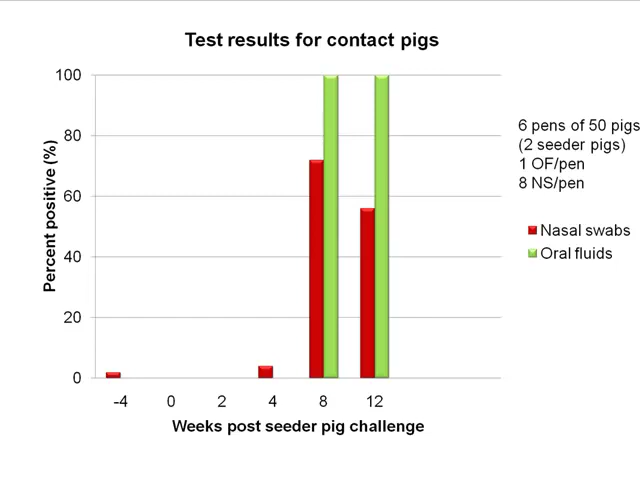 Test results for contact pigs
100
80
60
40
20
0
Percent positive (%)
-4 0 2 4 8 12
Weeks post seeder pig challenge
6 pens of 50 pigs
(2 seeder pigs)
1 OF/pen
8 NS/pen
Nasal swabs
Oral fluids